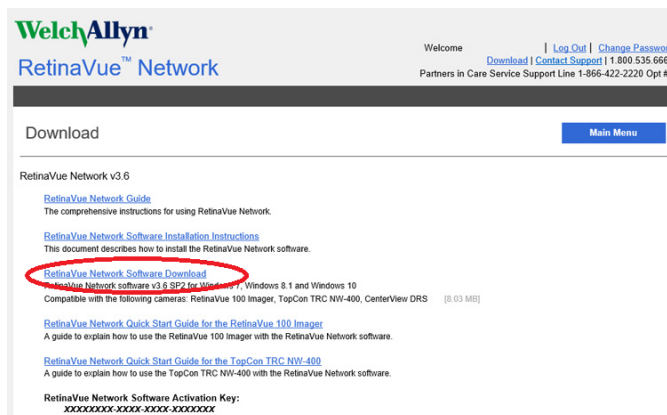 WelchAllyn
RetinaVue™ Network
Welcome | Log Out | Change Passwor
Download | Contact Support | 1.800.535.666
Partners in Care Service Support Line 1-866-422-2220 Opt #
Download
Main Menu
RetinaVue Network v3.6
RetinaVue Network Guide
The comprehensive instructions for using RetinaVue Network.
RetinaVue Network Software Installation Instructions
This document describes how to install the RetinaVue Network software.
RetinaVue Network Software Download
RetinaVue Network software v3.6 SP2 for Windows 7, Windows 8.1 and Windows 10
Compatible with the following cameras: RetinaVue 100 Imager, TopCon TRC NW-400, CenterView DRS [8.03 MB]
RetinaVue Network Quick Start Guide for the RetinaVue 100 Imager
A guide to explain how to use the RetinaVue 100 Imager with the RetinaVue Network software.
RetinaVue Network Quick Start Guide for the TopCon TRC NW-400
A guide to explain how to use the TopCon TRC NW-400 with the RetinaVue Network software.
RetinaVue Network Software Activation Key:
XXXXXXXX-XXXX-XXXX-XXXXXXX